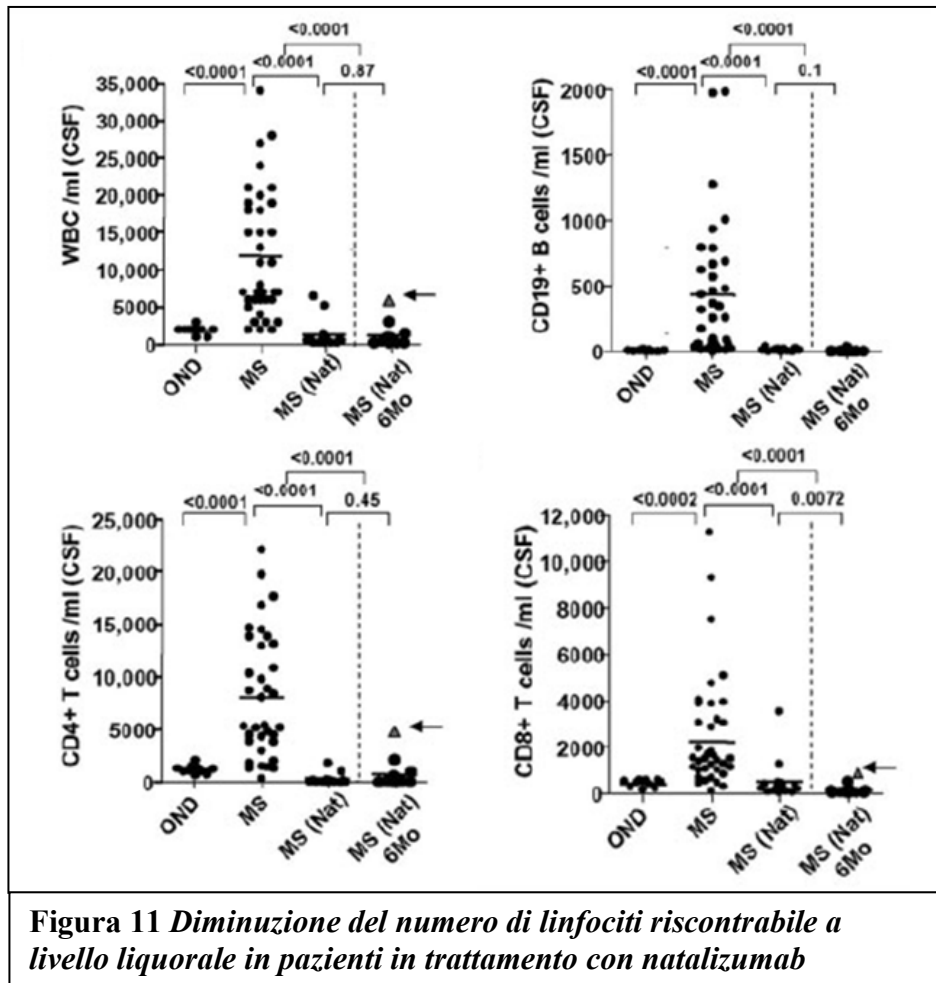 <0.0001
<0.0001 <0.0001 0.87
WBC /ml (CSF)
35,000
30,000
25,000
20,000
15,000
10,000
5000
0
OND
MS
MS (Nat)
MS (Nat)
6Mo
<0.0001
<0.0001 <0.0001 0.1
CD19+ B cells /ml (CSF)
2000
1500
1000
500
0
OND
MS
MS (Nat)
MS (Nat)
6Mo
<0.0001
<0.0001 <0.0001 0.45
CD4+ T cells /ml (CSF)
25,000
20,000
15,000
10,000
5000
0
OND
MS
MS (Nat)
MS (Nat)
6Mo
<0.0001
<0.0002 <0.0001 0.0072
CD8+ T cells /ml (CSF)
12,000
10,000
8000
6000
4000
2000
0
OND
MS
MS (Nat)
MS (Nat)
6Mo
Figura 11 Diminuzione del numero di linfociti riscontrabile a
livello liquorale in pazienti in trattamento con natalizumab